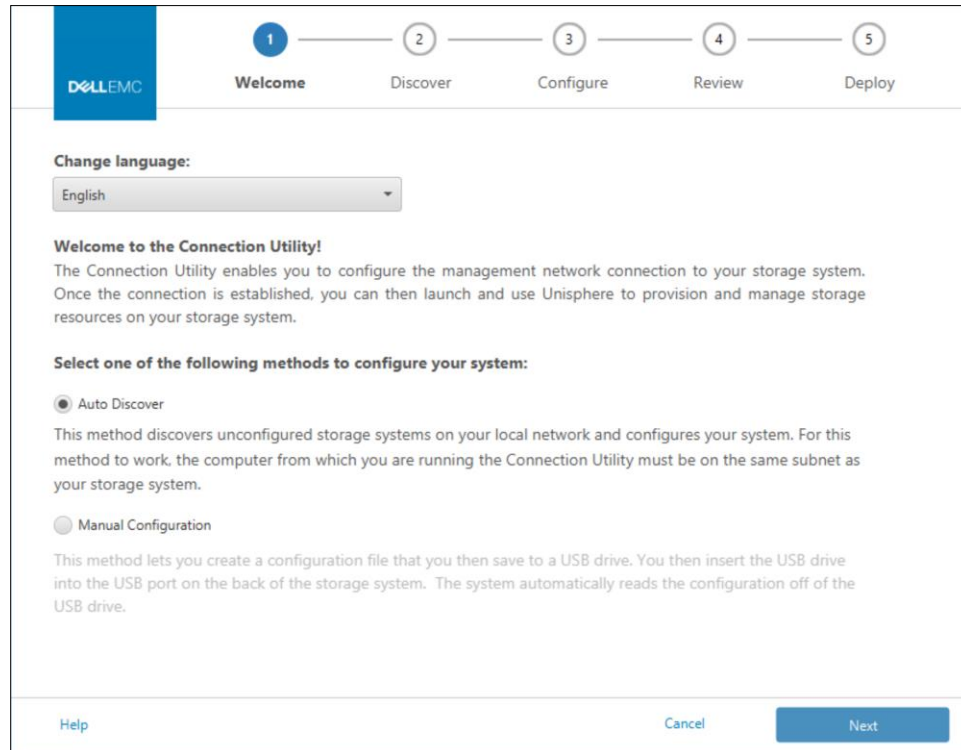 1 2 3 4 5
DELLEMC Welcome Discover Configure Review Deploy
Change language:
English
Welcome to the Connection Utility!
The Connection Utility enables you to configure the management network connection to your storage system.
Once the connection is established, you can then launch and use Unisphere to provision and manage storage
resources on your storage system.
Select one of the following methods to configure your system:
Auto Discover
This method discovers unconfigured storage systems on your local network and configures your system. For this
method to work, the computer from which you are running the Connection Utility must be on the same subnet as
your storage system.
Manual Configuration
This method lets you create a configuration file that you then save to a USB drive. You then insert the USB drive
into the USB port on the back of the storage system. The system automatically reads the configuration off of the
USB drive.
Help Cancel Next